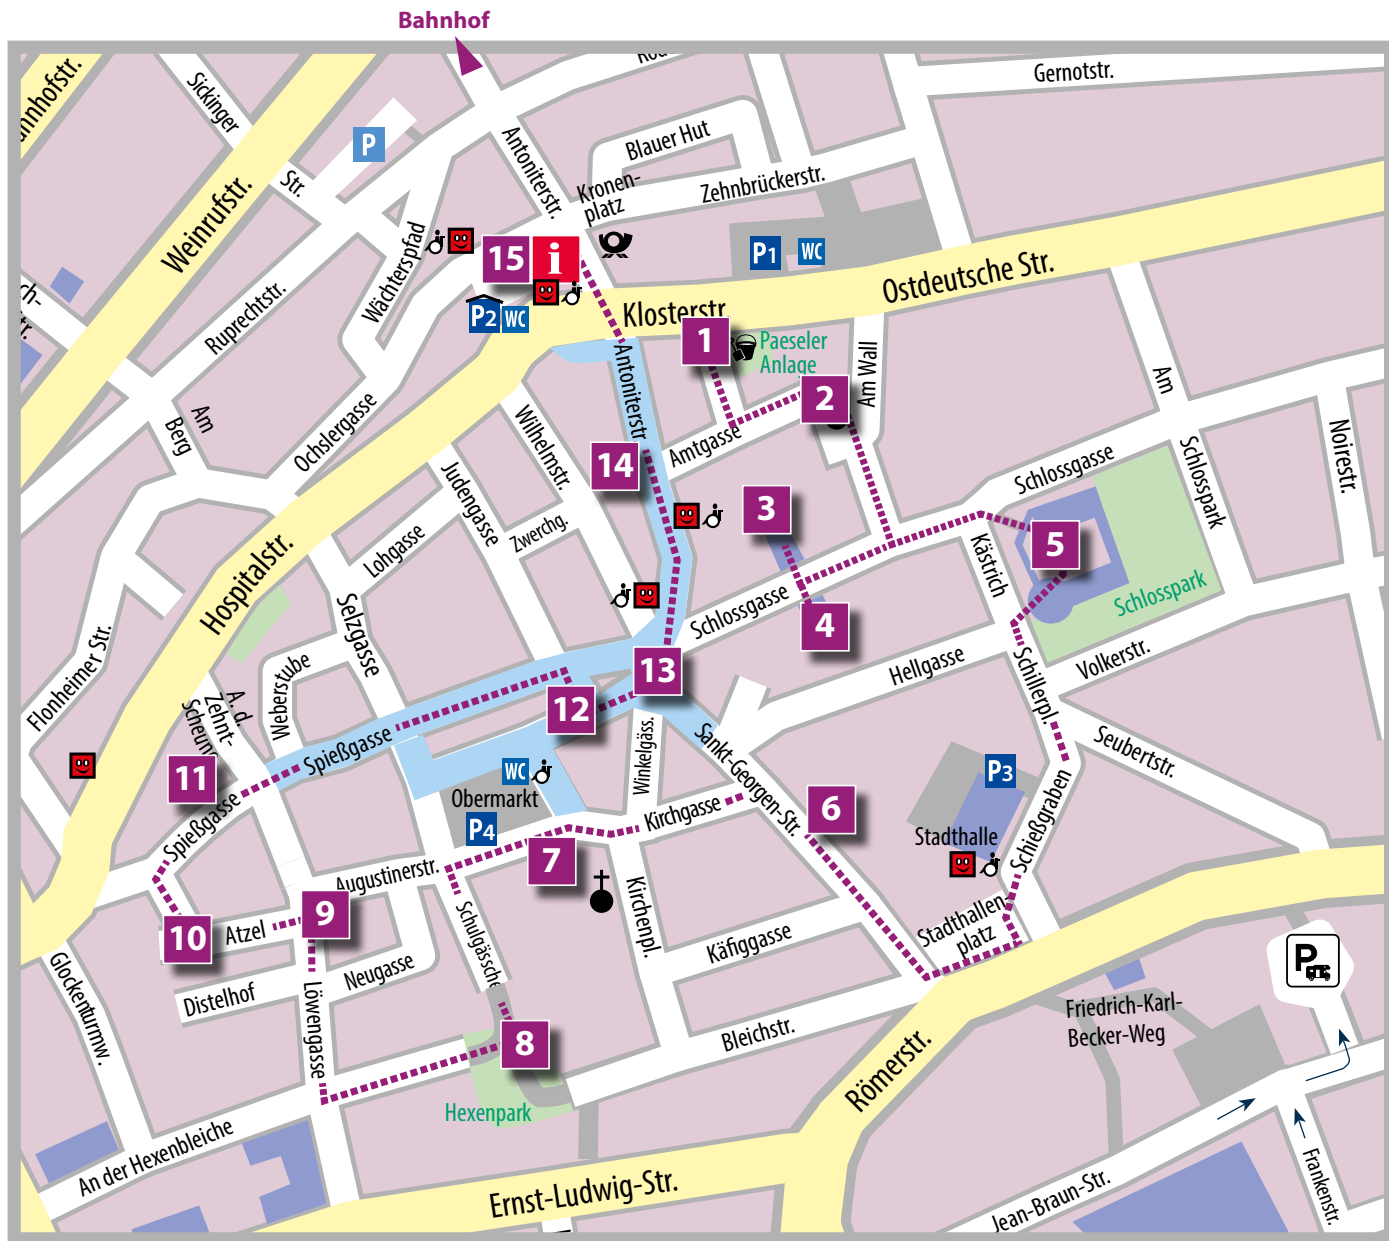 Bahnhof
Sickinger
Str.
Gernotstr.
Weinrufstr.
P
Antoniterstr.
Blauer Hut
Kronen-
platz
Zehnbrückerstr.
Wächterspfad
15
i
P1
WC
Ostdeutsche Str.
Klosterstr.
P2
WC
Ruprechtstr.
1
Paeseler
Anlage
2
Am Wall
Antoniterstr.
Am
Berg
Ochslergasse
Wilhelmstr.
Amtgasse
Am
Schlosspark
Noirestr.
14
Judengasse
3
Schlossgasse
Zwerchg.
Lohgasse
Hospitalstr.
5
Kästrich
Schlosspark
Selzgasse
Schlossgasse
4
Flonheimer Str.
Weberstube
13
Hellgasse
Volkerstr.
Schillerpl.
A. d.
Zehnt-
12
Spießgasse
Winkelgäss.
Sankt-Georgen-Str.
Seubertstr.
11
WC
P3
Obermarkt
P4
Kirchgasse
6
Spießgasse
Stadthalle
Schießgraben
7
Augustinerstr.
9
Kirchenpl.
Stadthallen-
platz
10
Atzel
Käfiggasse
P
Glockenturmw.
Neugasse
Distelhof
Löwengasse
8
Bleichstr.
Friedrich-Karl-
Becker-Weg
Römerstr.
Hexenpark
An der Hexenbleiche
Ernst-Ludwig-Str.
Jean-Braun-Str.
Frankenstr.